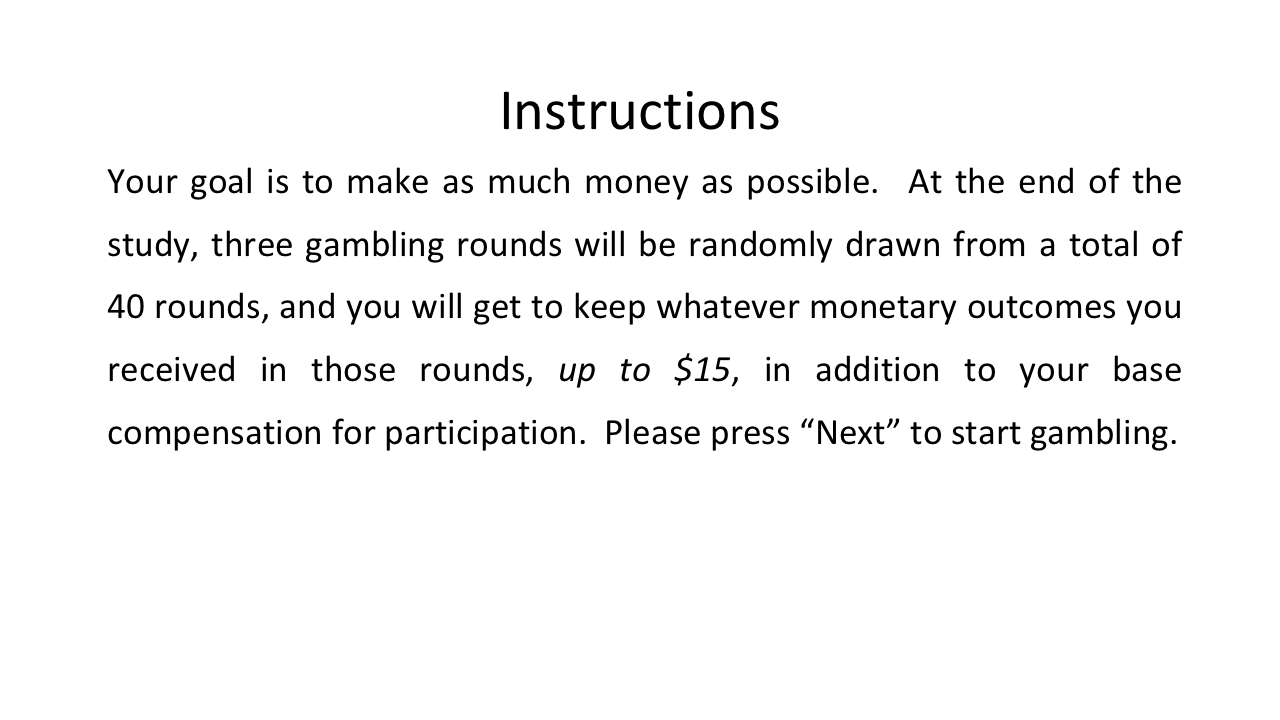 Instructions
Your goal is to make as much money as possible.  At the end of the
study, three gambling rounds will be randomly drawn from a total of
40 rounds, and you will get to keep whatever monetary outcomes you
received in those rounds, up to $15, in addition to your base
compensation for participation.  Please press “Next” to start gambling.